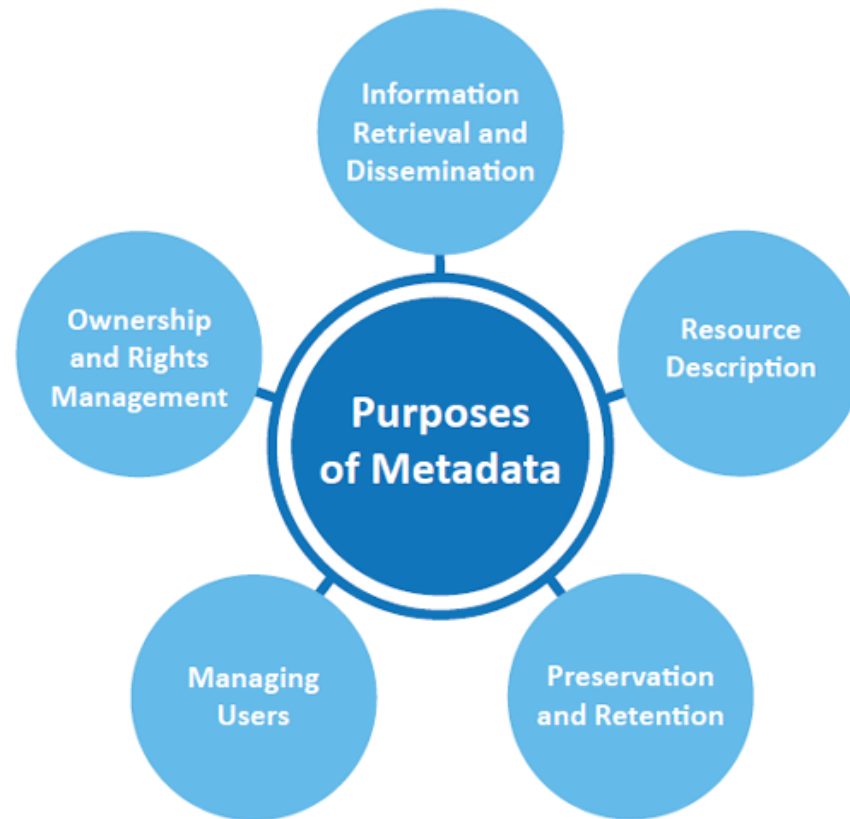 Information
Retrieval and
Dissemination
Ownership
and Rights
Management
Resource
Description
Purposes
of Metadata
Managing
Users
Preservation
and Retention